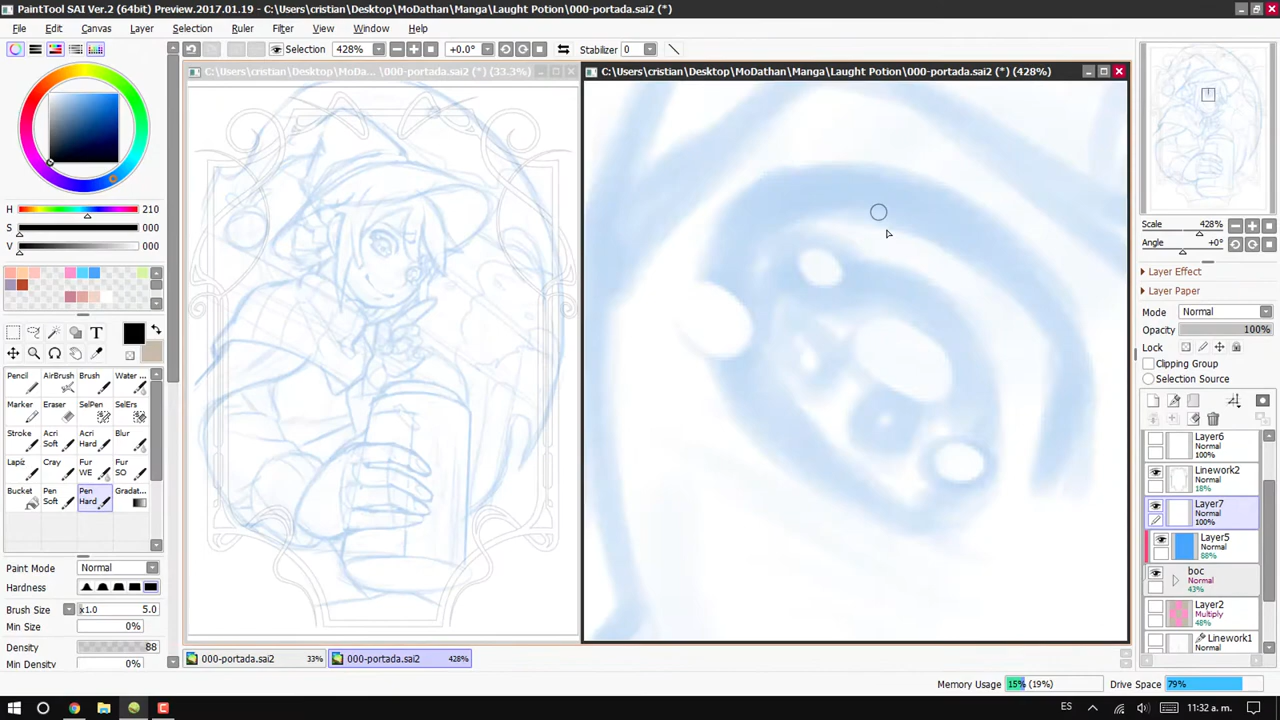 PaintTool SAI Ver.2 (64bit) Preview.2017.01.19 - C:\Users\cristian\Desktop\MoDathan\Manga\Laught Potion\000-portada.sai2 (*)
File Edit Canvas Layer Selection Ruler Filter View Window Help
Selection 428% +0.0° Stabilizer 0
C:\Users\cristian\Desktop\MoDa... \000-portada.sai2 (*) (33.3%)
C:\Users\cristian\Desktop\MoDathan\Manga\Laught Potion\000-portada.sai2 (*) (428%)
H 210
S 000
V 000
T
Pencil AirBrush Brush Water ...
Marker Eraser SelPen SelErs
Stroke Acri Soft Acri Hard Blur
Lapiz Cray Fur WE Fur SO
Bucket Pen Soft Pen Hard Gradat...
Paint Mode Normal
Hardness
Brush Size x1.0 5.0
Min Size 0%
Density 88
Min Density 0%
Scale 428%
Angle +0°
Layer Effect
Layer Paper
Mode Normal
Opacity 100%
Lock
Clipping Group
Selection Source
Layer6
Normal
100%
Linework2
Normal
18%
Layer7
Normal
100%
Layer5
Normal
88%
boc
Normal
43%
Layer2
Multiply
48%
Linework1
Normal
000-portada.sai2 33% 000-portada.sai2 428%
Memory Usage 15% (19%) Drive Space 79%
ES 11:32 a. m.